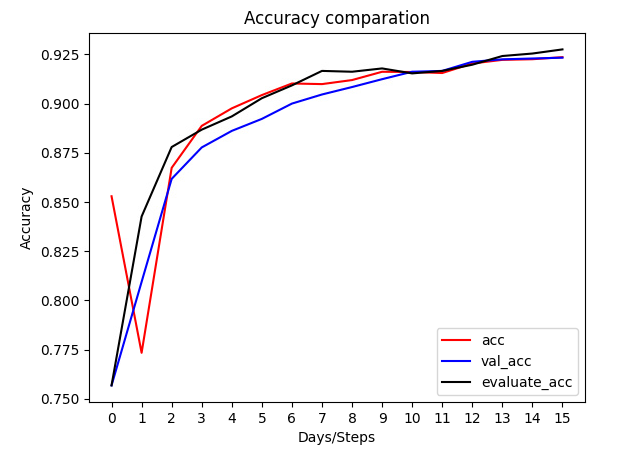 Accuracy comparation
0.925
0.900
0.875
0.850
0.825
0.800
0.775
0.750
Accuracy
acc
val_acc
evaluate_acc
0 1 2 3 4 5 6 7 8 9 10 11 12 13 14 15
Days/Steps